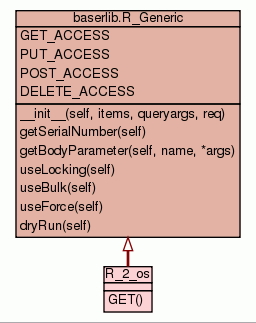 baserlib.R_Generic
GET_ACCESS
PUT_ACCESS
POST_ACCESS
DELETE_ACCESS
__init__(self, items, queryargs, req)
getSerialNumber(self)
getBodyParameter(self, name, *args)
useLocking(self)
useBulk(self)
useForce(self)
dryRun(self)
R_2_os
GET()